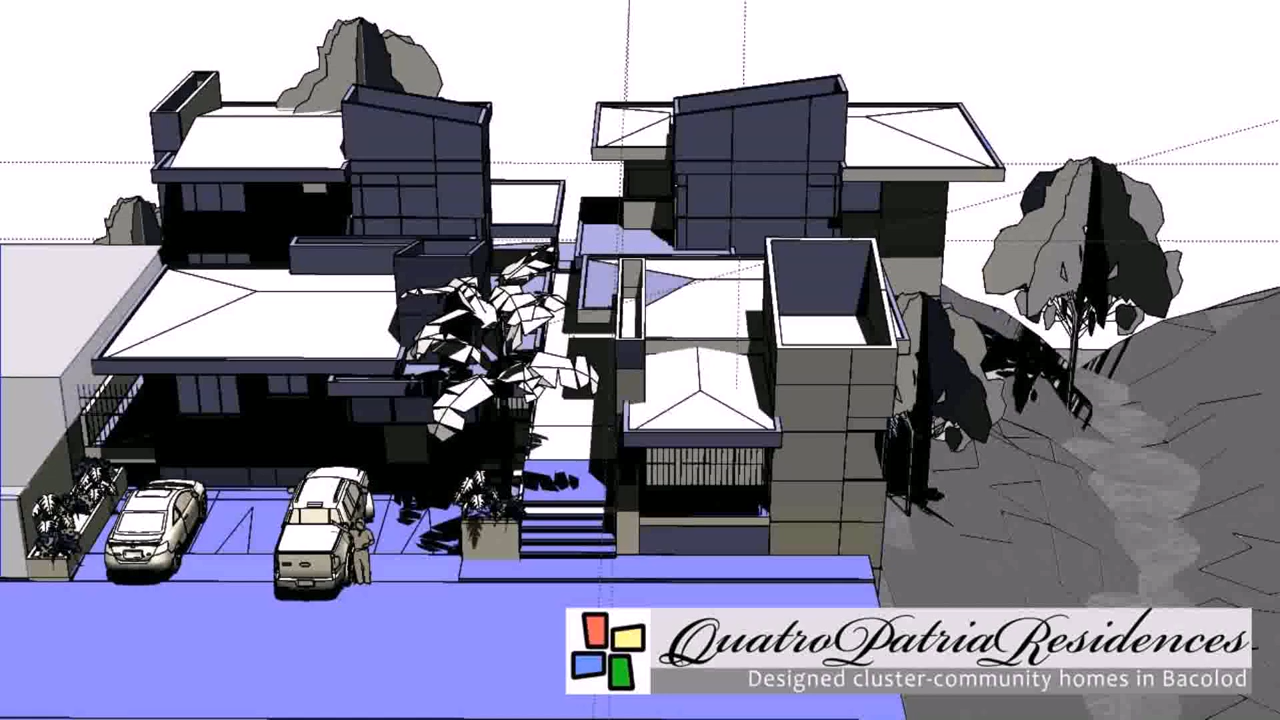 QuatroPatriaResidences
Designed cluster-community homes in Bacolod